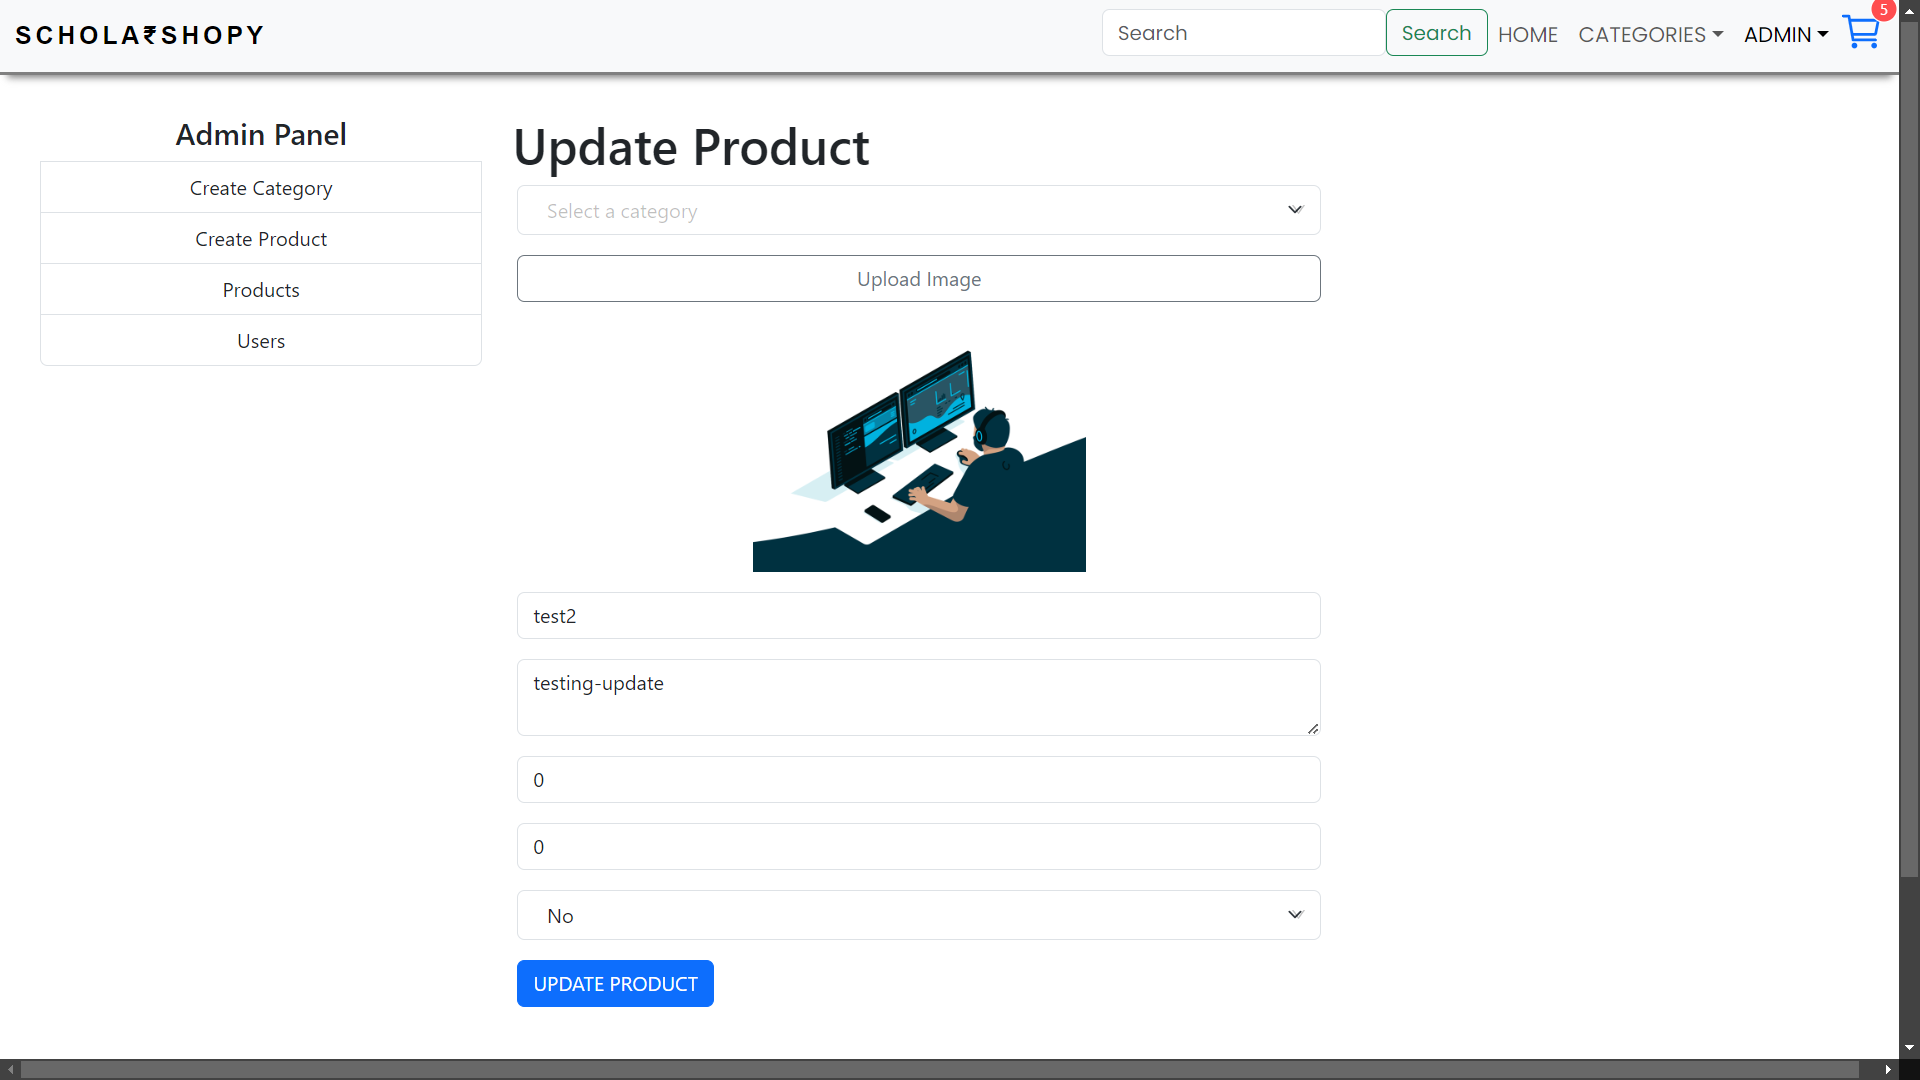 SCHOLA₹SHOPY
Search
Search
HOME
CATEGORIES
ADMIN
5
Admin Panel
Create Category
Create Product
Products
Users
Update Product
Select a category
Upload Image
test2
testing-update
0
0
No
UPDATE PRODUCT